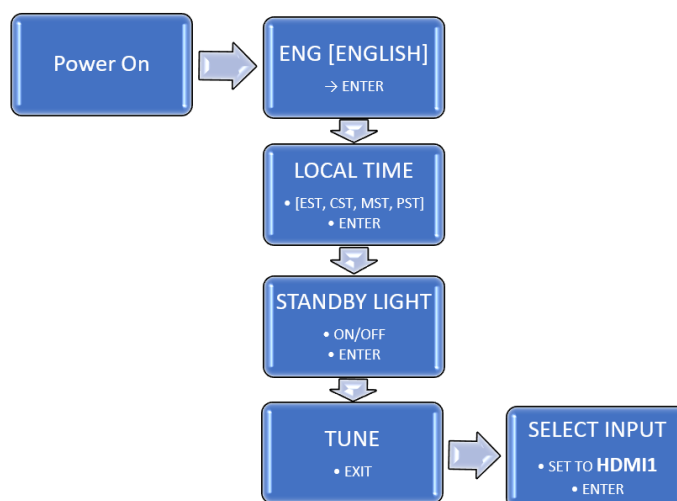 Power On
ENG [ENGLISH]
→ ENTER
LOCAL TIME
• [EST, CST, MST, PST]
• ENTER
STANDBY LIGHT
• ON/OFF
• ENTER
TUNE
• EXIT
SELECT INPUT
• SET TO HDMI1
• ENTER